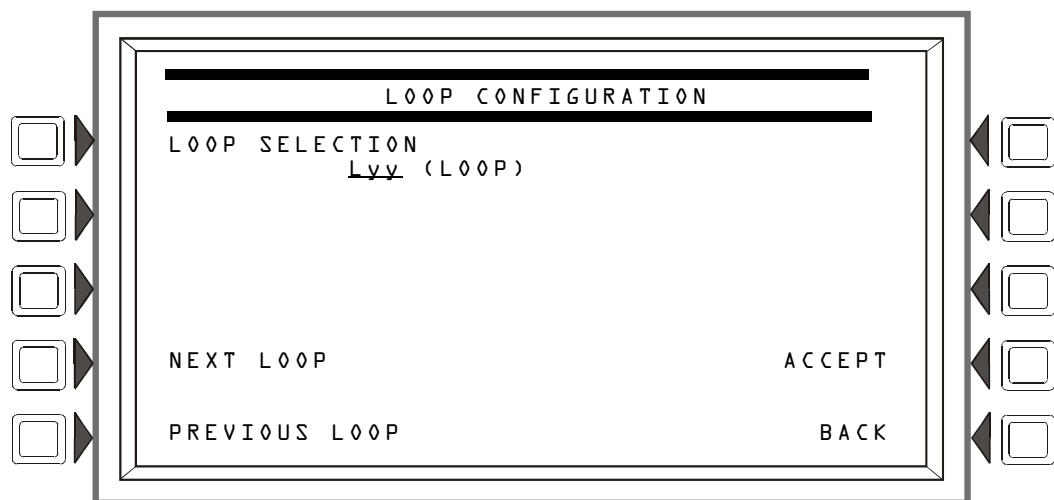 LOOP CONFIGURATION
LOOP SELECTION
Lyy (LOOP)
NEXT LOOP
ACCEPT
PREVIOUS LOOP
BACK